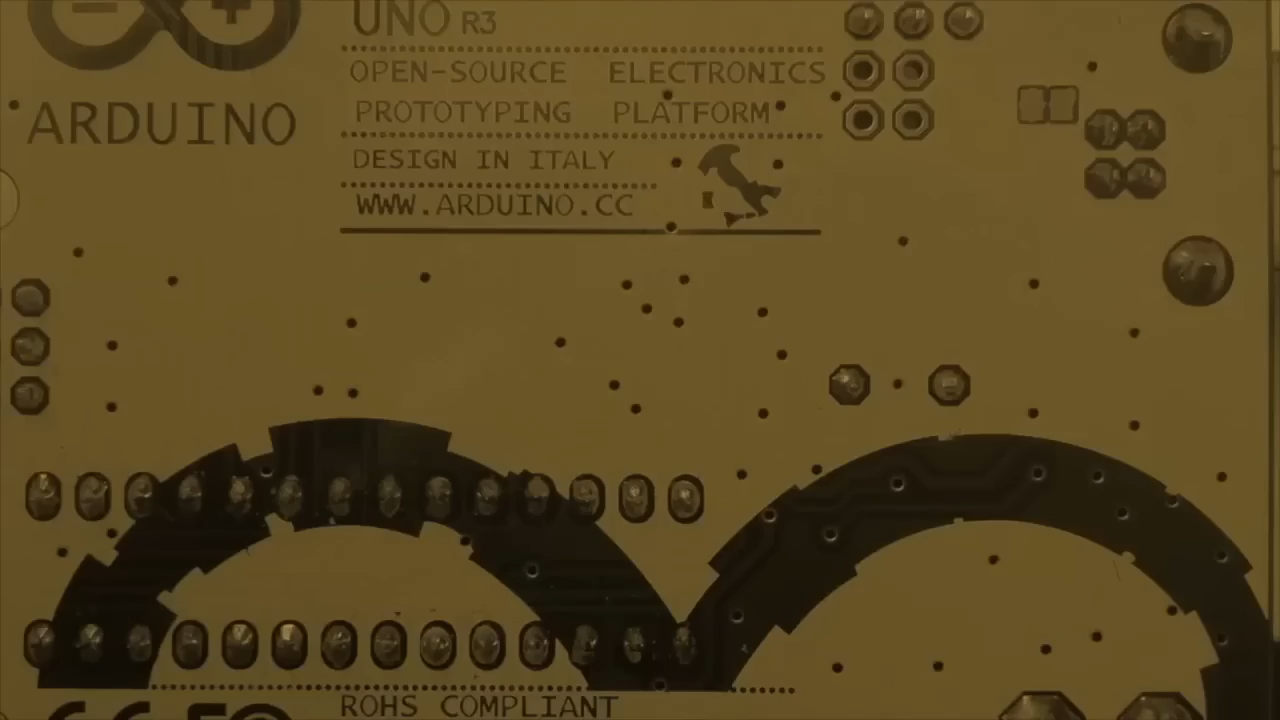 UNO R3
OPEN-SOURCE ELECTRONICS
PROTOTYPING PLATFORM
ARDUINO
DESIGN IN ITALY
WWW.ARDUINO.CC
ROHS COMPLIANT